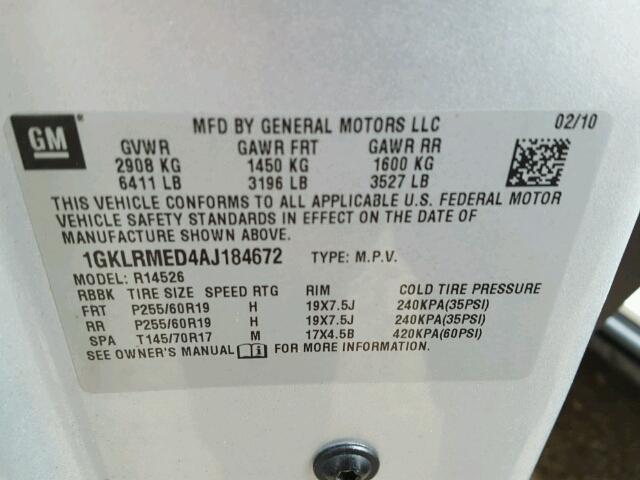 GM
MFD BY GENERAL MOTORS LLC 02/10
GVWR GAWR FRT GAWR RR
2908 KG 1450 KG 1600 KG
6411 LB 3196 LB 3527 LB
THIS VEHICLE CONFORMS TO ALL APPLICABLE U.S. FEDERAL MOTOR
VEHICLE SAFETY STANDARDS IN EFFECT ON THE DATE OF
MANUFACTURE SHOWN ABOVE.
1GKLRMED4AJ184672 TYPE: M.P.V.
MODEL: R14526
RBBK TIRE SIZE SPEED RTG RIM COLD TIRE PRESSURE
FRT P255/60R19 H 19X7.5J 240KPA(35PSI)
RR P255/60R19 H 19X7.5J 240KPA(35PSI)
SPA T145/70R17 M 17X4.5B 420KPA(60PSI)
SEE OWNER'S MANUAL FOR MORE INFORMATION.